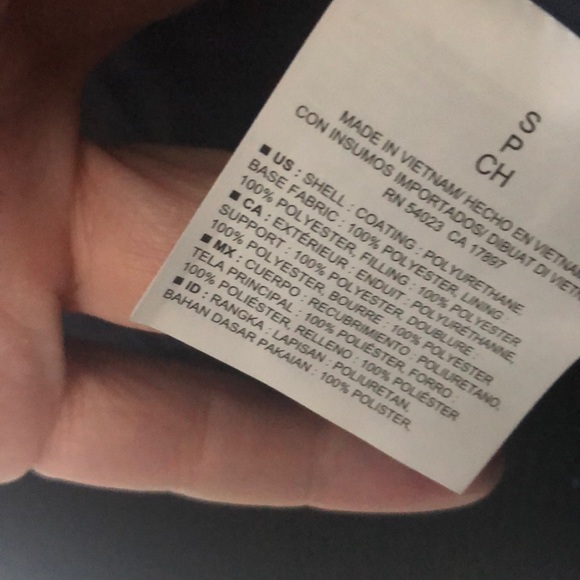 S
P
CH
MADE IN VIETNAM/ HECHO EN VIETNAM
CON INSUMOS IMPORTADOS/ DIBUAT DI VIETN
RN 54023 CA 17897
■ US : SHELL : COATING : POLYURETHANE.
BASE FABRIC : 100% POLYESTER, LINING :
100% POLYESTER, FILLING : 100% POLYESTER
■ CA : EXTÉRIEUR : ENDUIT : POLYURÉTHANNE.
SUPPORT : 100% POLYESTER, DOUBLURE :
100% POLYESTER, BOURRE : 100% POLYESTER
■ MX : CUERPO : RECUBRIMIENTO : POLIURETANO.
TELA PRINCIPAL : 100% POLIÉSTER, FORRO :
100% POLIÉSTER, RELLENO : 100% POLIÉSTER
■ ID : RANGKA : LAPISAN : POLIURETAN.
BAHAN DASAR PAKAIAN : 100% POLISTER,